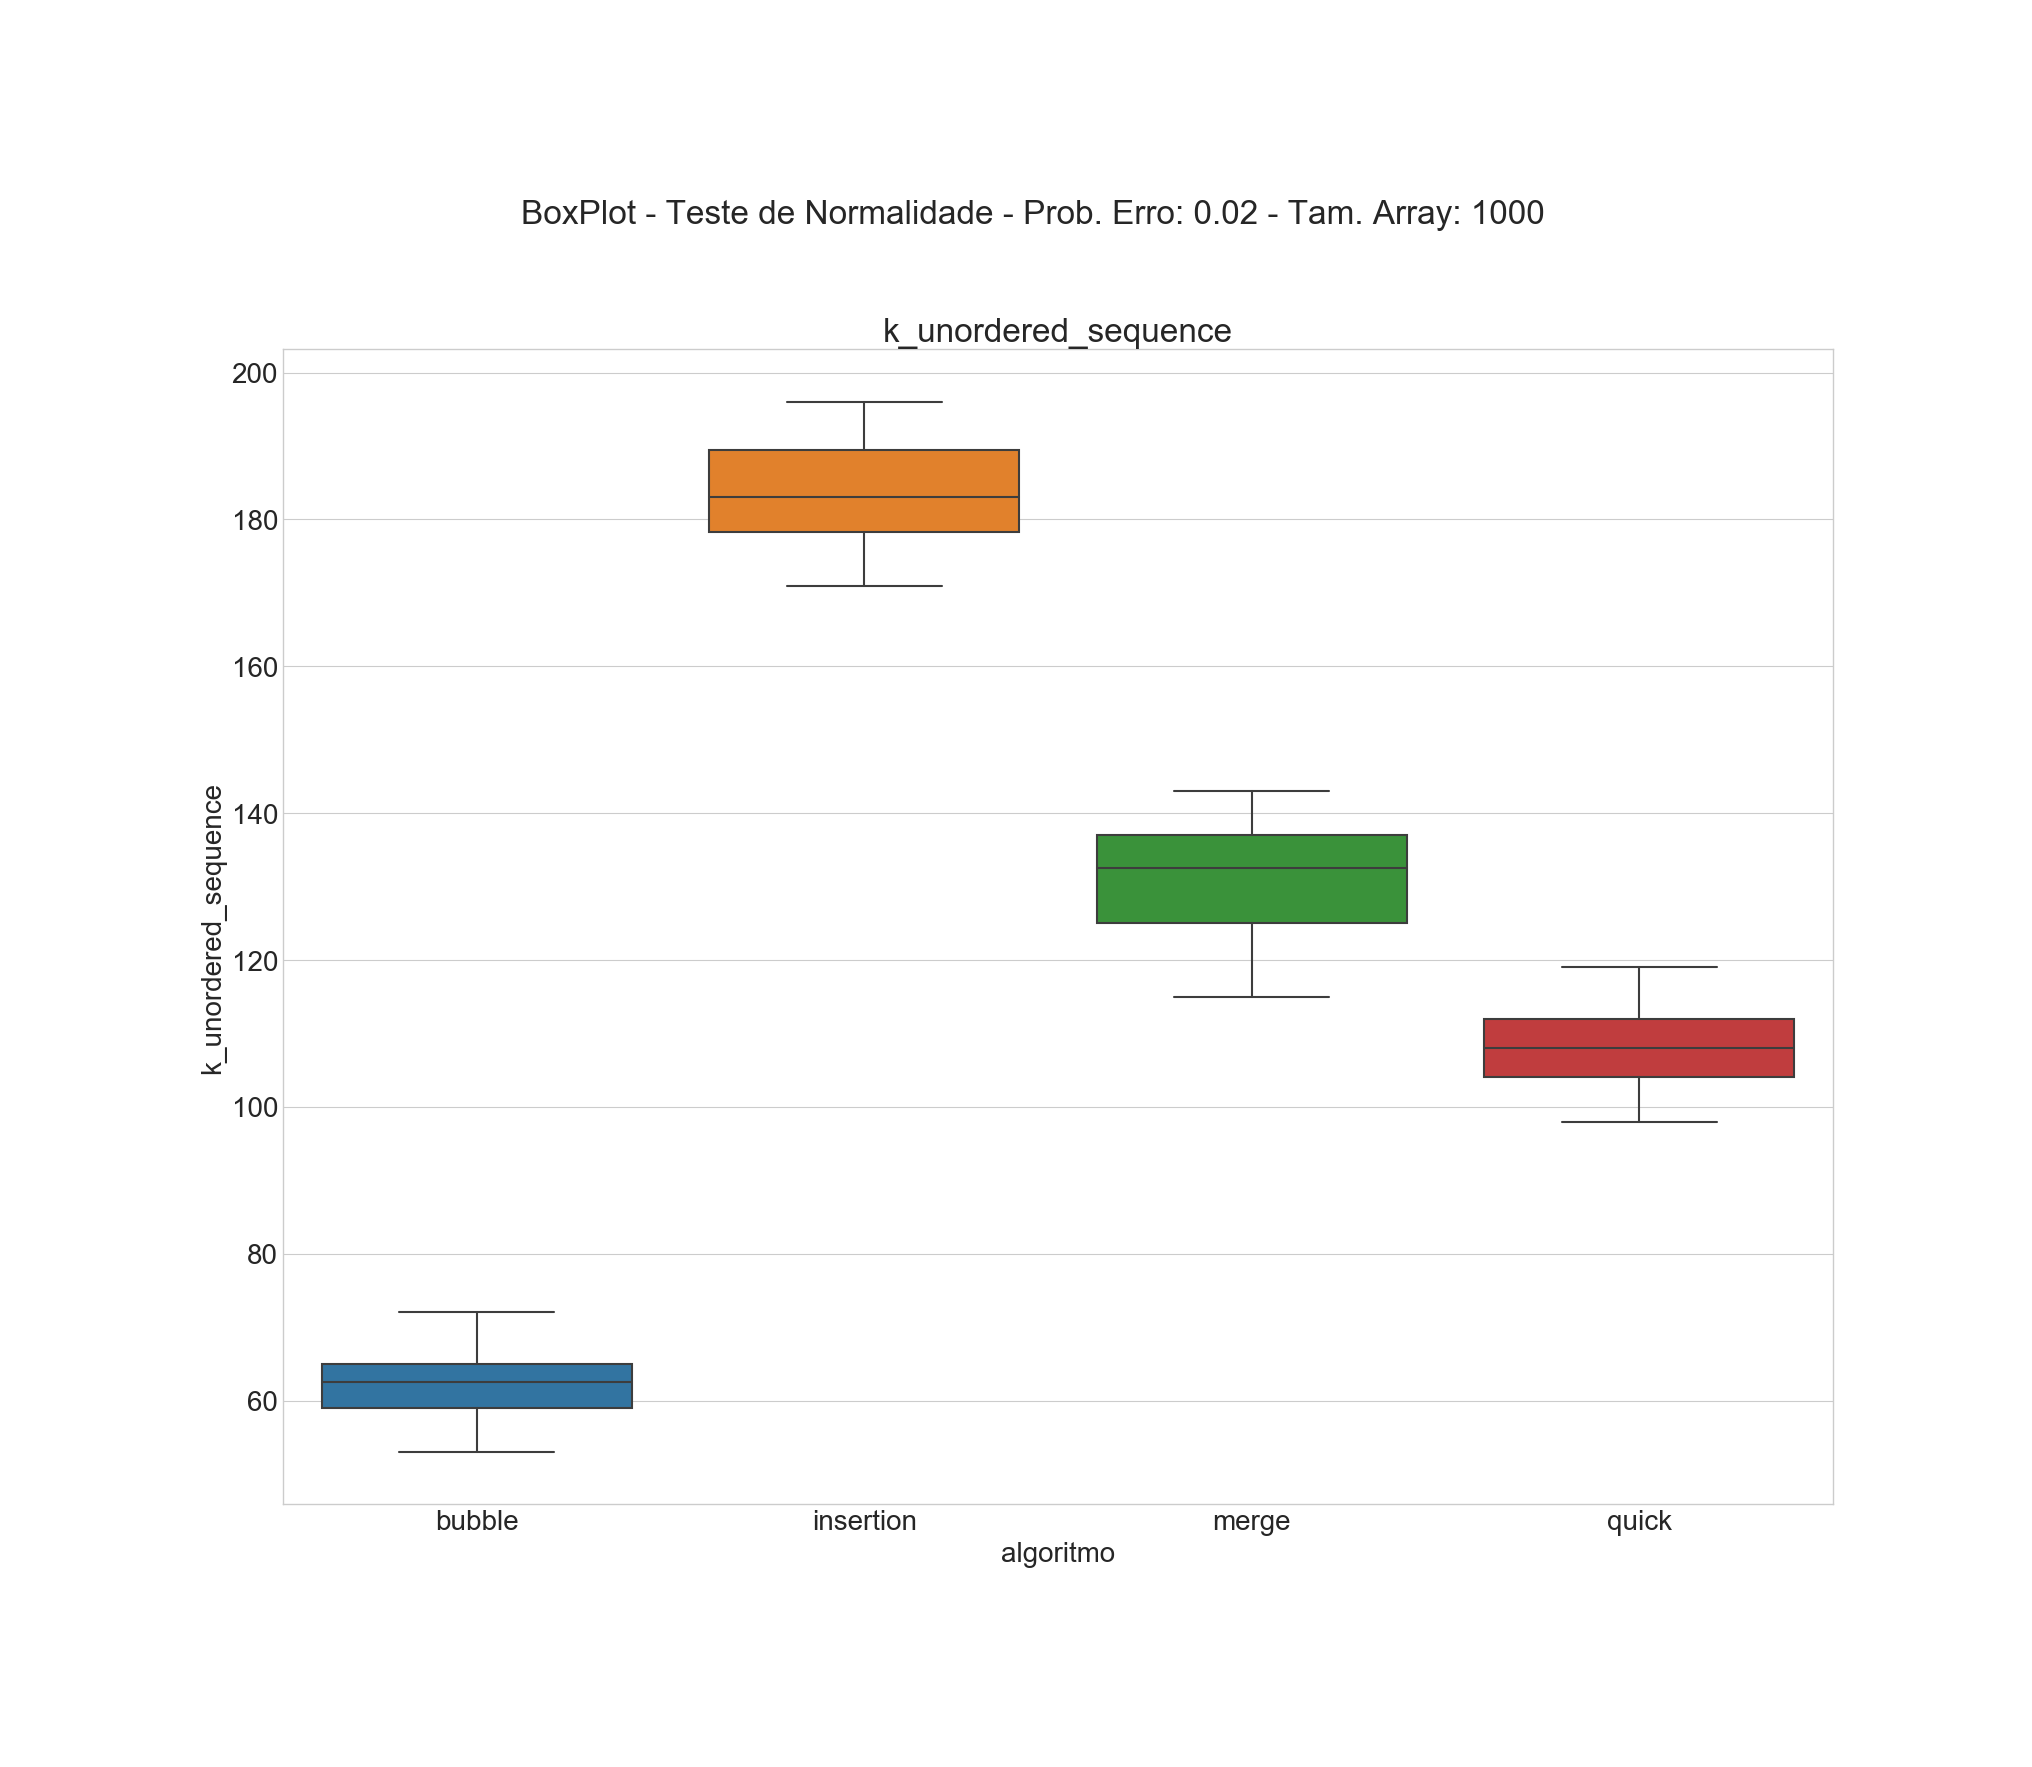 BoxPlot - Teste de Normalidade - Prob. Erro: 0.02 - Tam. Array: 1000
k_unordered_sequence
200
180
160
140
120
100
80
60
k_unordered_sequence
bubble insertion merge quick
algoritmo